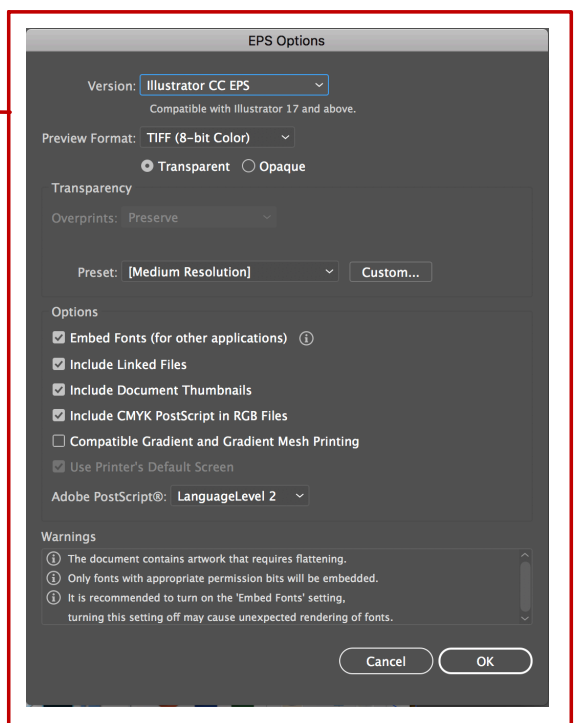 EPS Options
Version: Illustrator CC EPS
Compatible with Illustrator 17 and above.
Preview Format: TIFF (8-bit Color)
Transparent Opaque
Transparency
Overprints: Preserve
Preset: [Medium Resolution] Custom...
Options
Embed Fonts (for other applications)
Include Linked Files
Include Document Thumbnails
Include CMYK PostScript in RGB Files
Compatible Gradient and Gradient Mesh Printing
Use Printer's Default Screen
Adobe PostScript®: LanguageLevel 2
Warnings
The document contains artwork that requires flattening.
Only fonts with appropriate permission bits will be embedded.
It is recommended to turn on the 'Embed Fonts' setting,
turning this setting off may cause unexpected rendering of fonts.
Cancel OK